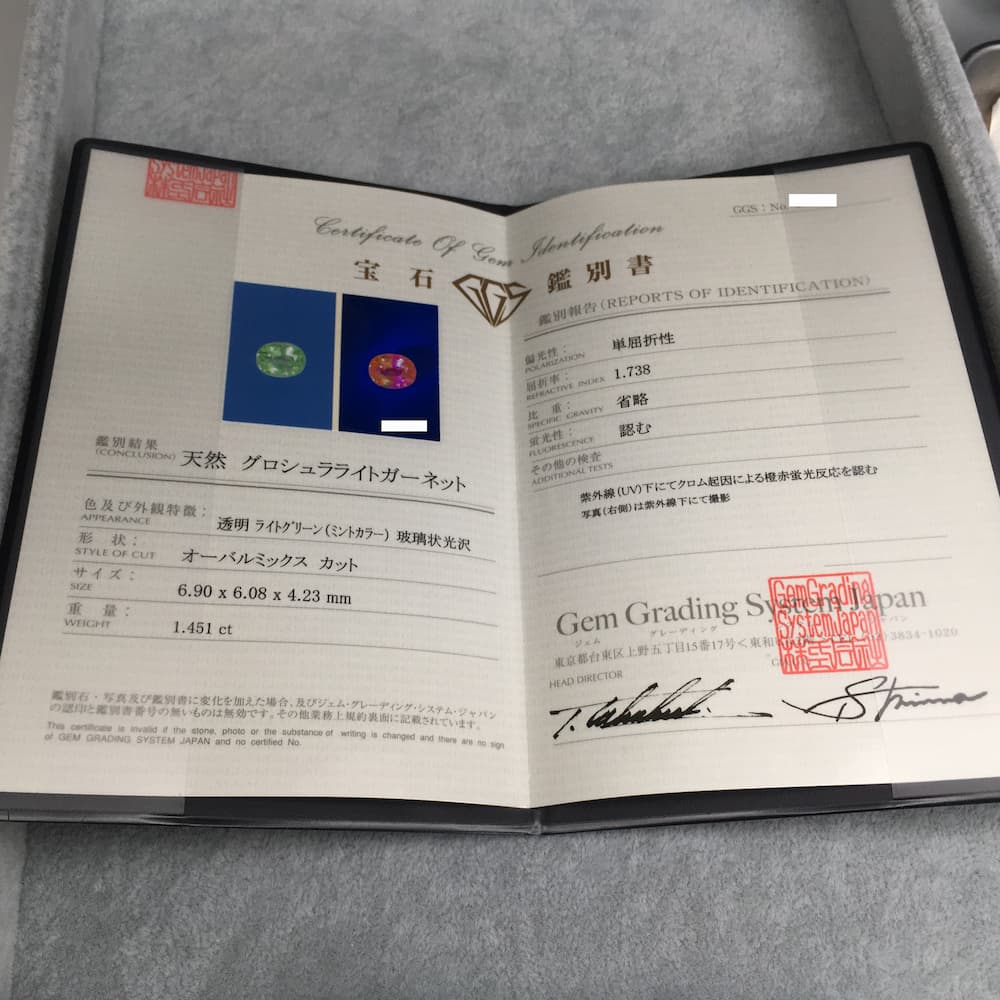 Certificate Of Gem Identification
宝石 GGS 鑑別書
鑑別結果
(CONCLUSION) 天然 グロシュラライトガーネット
色及び外観特徴:
APPEARANCE
透明 ライトグリーン(ミントカラー) 玻璃状光沢
形 状:
STYLE OF CUT
オーバルミックス カット
サイズ:
SIZE
6.90 x 6.08 x 4.23 mm
重 量:
WEIGHT
1.451 ct
鑑別石・写真及び鑑別書に変化を加えた場合、及びジェム・グレーディング・システム・ジャパン
の認印と鑑別書番号の無いものは無効です。その他業務上規約裏面に記載されています。
This certificate is invalid if the stone, photo or the substance of writing is changed and there are no sign
of GEM GRADING SYSTEM JAPAN and no certified No.
GGS : No.
鑑別報告(REPORTS OF IDENTIFICATION)
偏光性:
POLARIZATION
単屈折性
屈折率:
REFRACTIVE INDEX
1.738
比 重:
SPECIFIC GRAVITY
省略
蛍光性:
FLUORESCENCE
認む
その他の検査
ADDITIONAL TESTS
紫外線(UV)下にてクロム起因による橙赤蛍光反応を認む
写真(右側)は紫外線下にて撮影
Gem Grading System Japan
ジェム グレーディング
東京都台東区上野五丁目15番17号<東和
3834-1029
HEAD DIRECTOR
GemGrading
SystemJapan